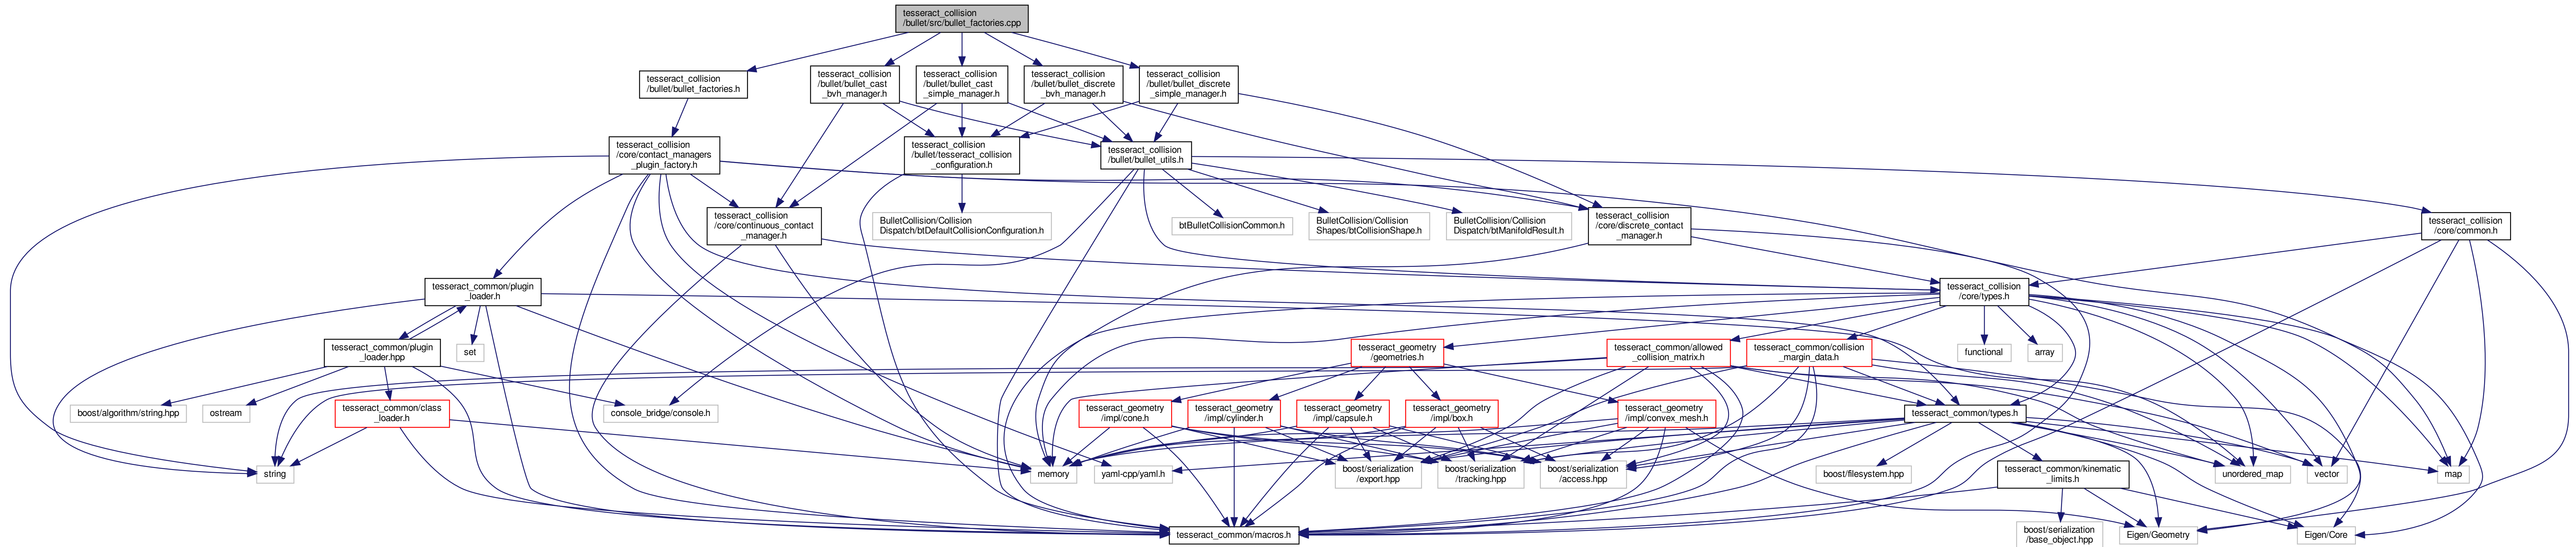 tesseract_collision
/bullet/src/bullet_factories.cpp
tesseract_collision
/bullet/bullet_factories.h
tesseract_collision
/bullet/bullet_cast
_bvh_manager.h
tesseract_collision
/bullet/bullet_cast
_simple_manager.h
tesseract_collision
/bullet/bullet_discrete
_bvh_manager.h
tesseract_collision
/bullet/bullet_discrete
_simple_manager.h
tesseract_collision
/core/contact_managers
_plugin_factory.h
tesseract_collision
/bullet/tesseract_collision
_configuration.h
tesseract_collision
/bullet/bullet_utils.h
tesseract_collision
/core/continuous_contact
_manager.h
BulletCollision/Collision
Dispatch/btDefaultCollisionConfiguration.h
btBulletCollisionCommon.h
BulletCollision/Collision
Shapes/btCollisionShape.h
BulletCollision/Collision
Dispatch/btManifoldResult.h
tesseract_collision
/core/discrete_contact
_manager.h
tesseract_collision
/core/common.h
tesseract_common/plugin
_loader.h
tesseract_collision
/core/types.h
tesseract_common/plugin
_loader.hpp
set
tesseract_geometry
/geometries.h
tesseract_common/allowed
_collision_matrix.h
tesseract_common/collision
_margin_data.h
functional
array
boost/algorithm/string.hpp
ostream
tesseract_common/class
_loader.h
console_bridge/console.h
tesseract_geometry
/impl/cone.h
tesseract_geometry
/impl/cylinder.h
tesseract_geometry
/impl/capsule.h
tesseract_geometry
/impl/box.h
tesseract_geometry
/impl/convex_mesh.h
tesseract_common/types.h
string
memory
yaml-cpp/yaml.h
boost/serialization
/export.hpp
boost/serialization
/tracking.hpp
boost/serialization
/access.hpp
boost/filesystem.hpp
tesseract_common/kinematic
_limits.h
unordered_map
vector
map
tesseract_common/macros.h
boost/serialization
/base_object.hpp
Eigen/Geometry
Eigen/Core